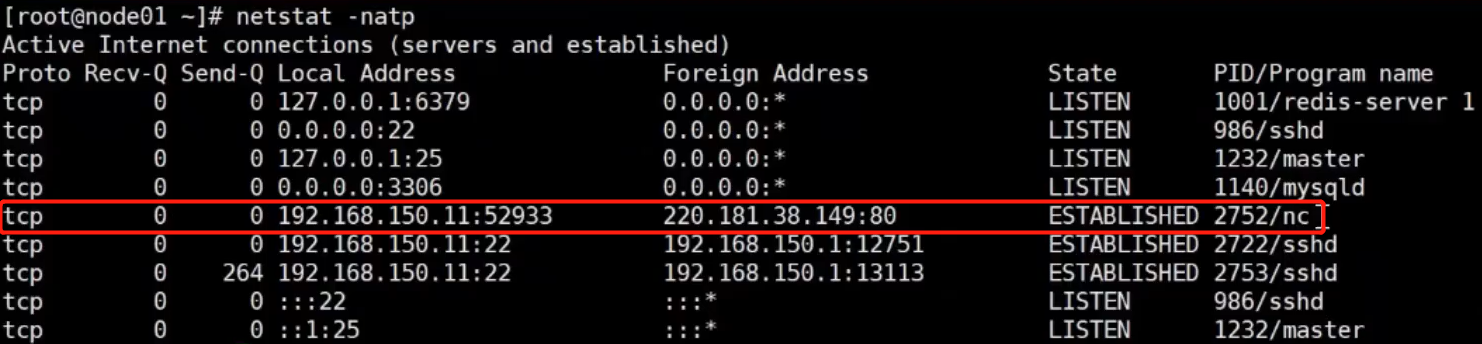 [root@node01 ~]# netstat -natp
Active Internet connections (servers and established)
Proto Recv-Q Send-Q Local Address           Foreign Address         State       PID/Program name
tcp        0      0 127.0.0.1:6379          0.0.0.0:*               LISTEN      1001/redis-server 1
tcp        0      0 0.0.0.0:22              0.0.0.0:*               LISTEN      986/sshd
tcp        0      0 127.0.0.1:25            0.0.0.0:*               LISTEN      1232/master
tcp        0      0 0.0.0.0:3306            0.0.0.0:*               LISTEN      1140/mysqld
tcp        0      0 192.168.150.11:52933    220.181.38.149:80       ESTABLISHED 2752/nc
tcp        0      0 192.168.150.11:22       192.168.150.1:12751     ESTABLISHED 2722/sshd
tcp        0    264 192.168.150.11:22       192.168.150.1:13113     ESTABLISHED 2753/sshd
tcp        0      0 :::22                   :::*                    LISTEN      986/sshd
tcp        0      0 ::1:25                  :::*                    LISTEN      1232/master